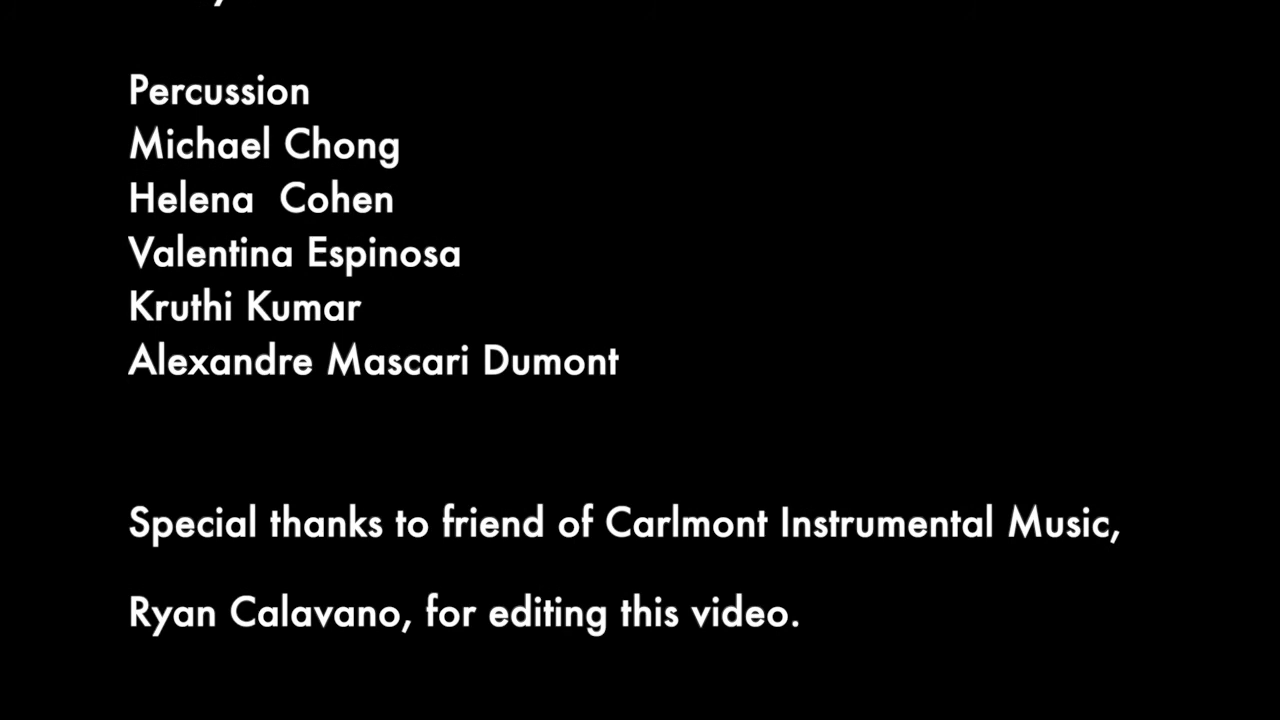 Percussion
Michael Chong
Helena  Cohen
Valentina Espinosa
Kruthi Kumar
Alexandre Mascari Dumont
Special thanks to friend of Carlmont Instrumental Music,
Ryan Calavano, for editing this video.